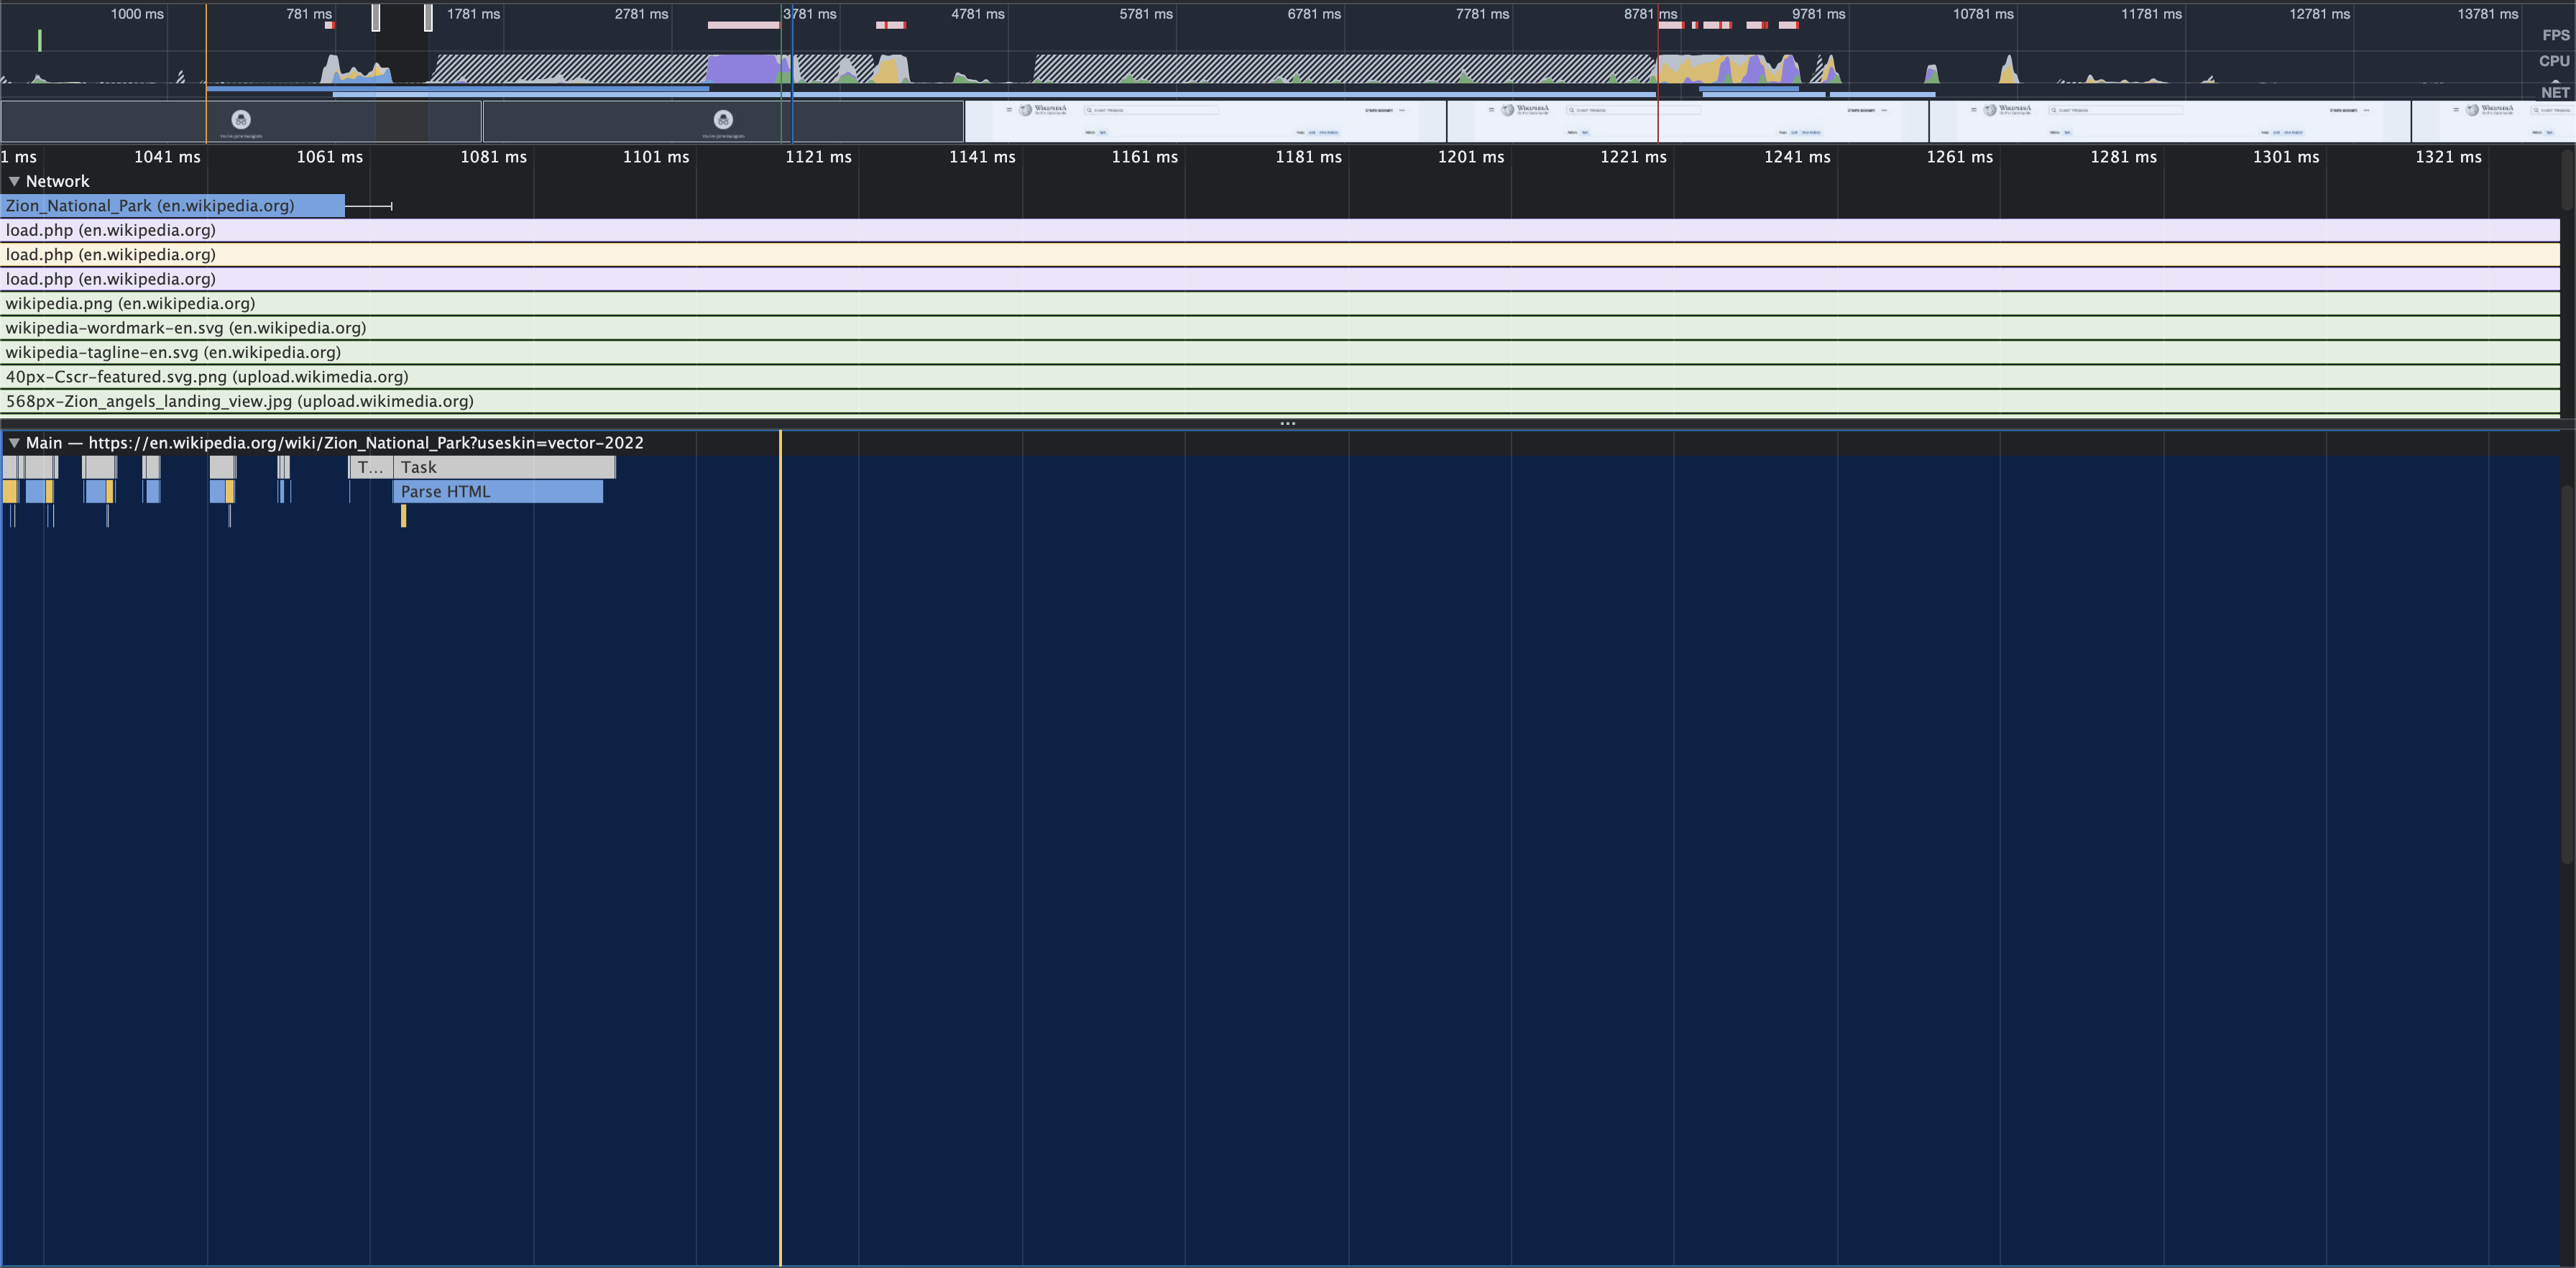 1000 ms 781 ms 1781 ms 2781 ms 3781 ms 4781 ms 5781 ms 6781 ms 7781 ms 8781 ms 9781 ms 10781 ms 11781 ms 12781 ms 13781 ms
FPS
CPU
NET
1 ms 1041 ms 1061 ms 1081 ms 1101 ms 1121 ms 1141 ms 1161 ms 1181 ms 1201 ms 1221 ms 1241 ms 1261 ms 1281 ms 1301 ms 1321 ms
Network
Zion_National_Park (en.wikipedia.org)
load.php (en.wikipedia.org)
load.php (en.wikipedia.org)
load.php (en.wikipedia.org)
wikipedia.png (en.wikipedia.org)
wikipedia-wordmark-en.svg (en.wikipedia.org)
wikipedia-tagline-en.svg (en.wikipedia.org)
40px-Cscr-featured.svg.png (upload.wikimedia.org)
568px-Zion_angels_landing_view.jpg (upload.wikimedia.org)
...
Main — https://en.wikipedia.org/wiki/Zion_National_Park?useskin=vector-2022
T... Task
Parse HTML